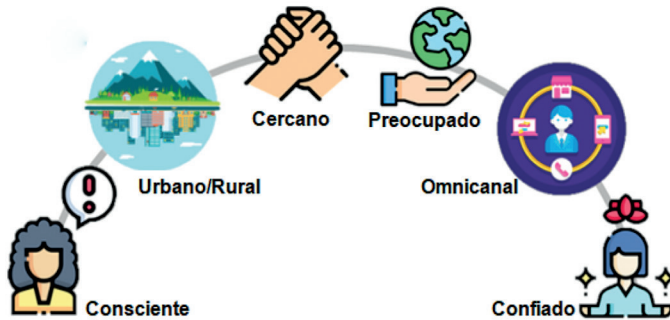 Cercano
Preocupado
Urbano/Rural
Omnicanal
Consciente
Confiado